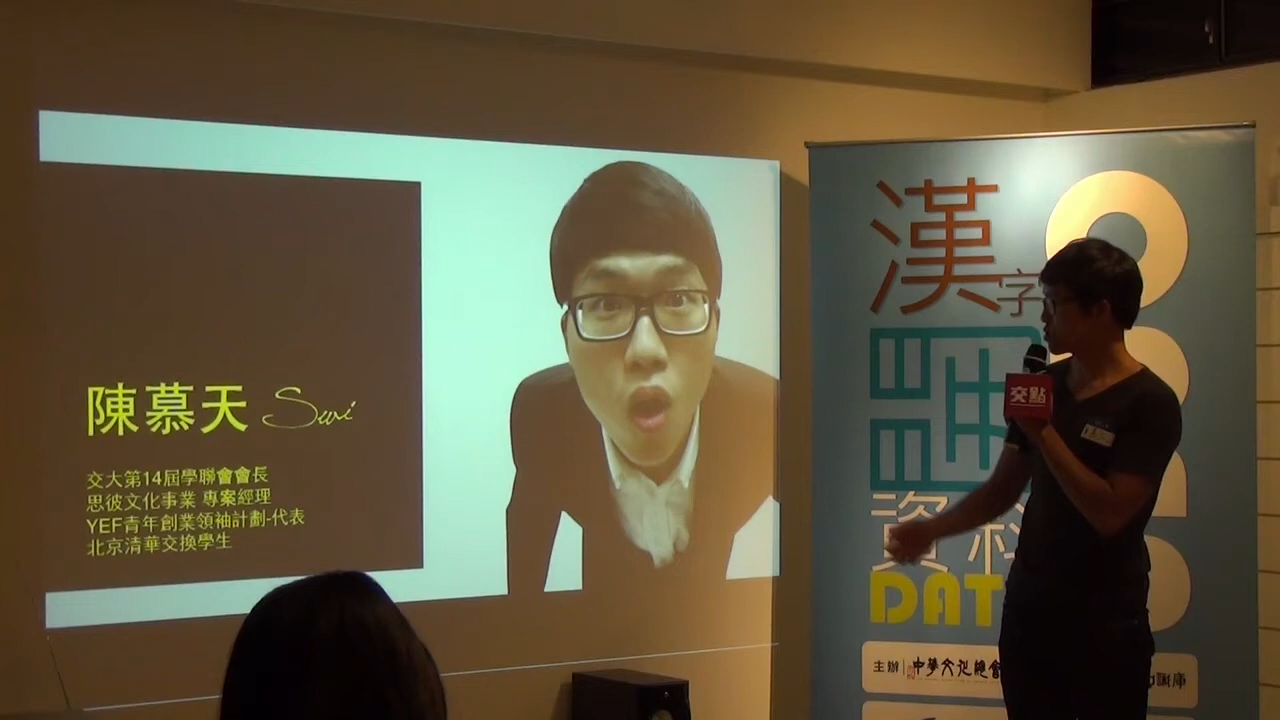 陳慕天 Swi
交大第14屆學聯會會長
思彼文化事業 專案經理
YEF青年創業領袖計劃-代表
北京清華交換學生
交點
漢
字
資料
DAT
主辦 中華文化總會